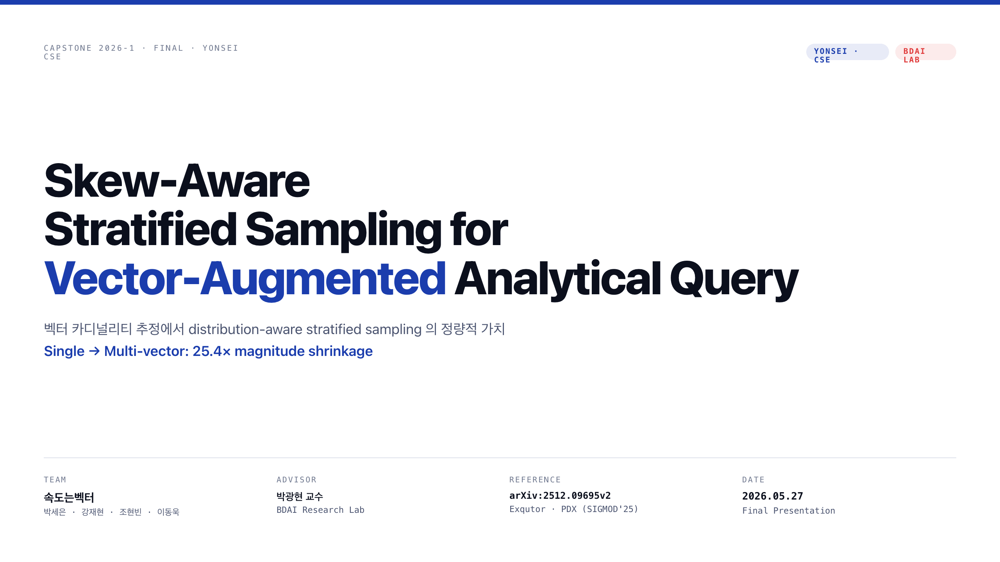 CAPSTONE 2026-1 · FINAL · YONSEI
CSE
YONSEI ·
CSE
BDAI
LAB
Skew-Aware
Stratified Sampling for
Vector-Augmented Analytical Query
벡터 카디널리티 추정에서 distribution-aware stratified sampling 의 정량적 가치
Single → Multi-vector: 25.4× magnitude shrinkage
TEAM
속도는벡터
박세은 · 강재현 · 조현빈 · 이동욱
ADVISOR
박광현 교수
BDAI Research Lab
REFERENCE
arXiv:2512.09695v2
Exqutor · PDX (SIGMOD'25)
DATE
2026.05.27
Final Presentation